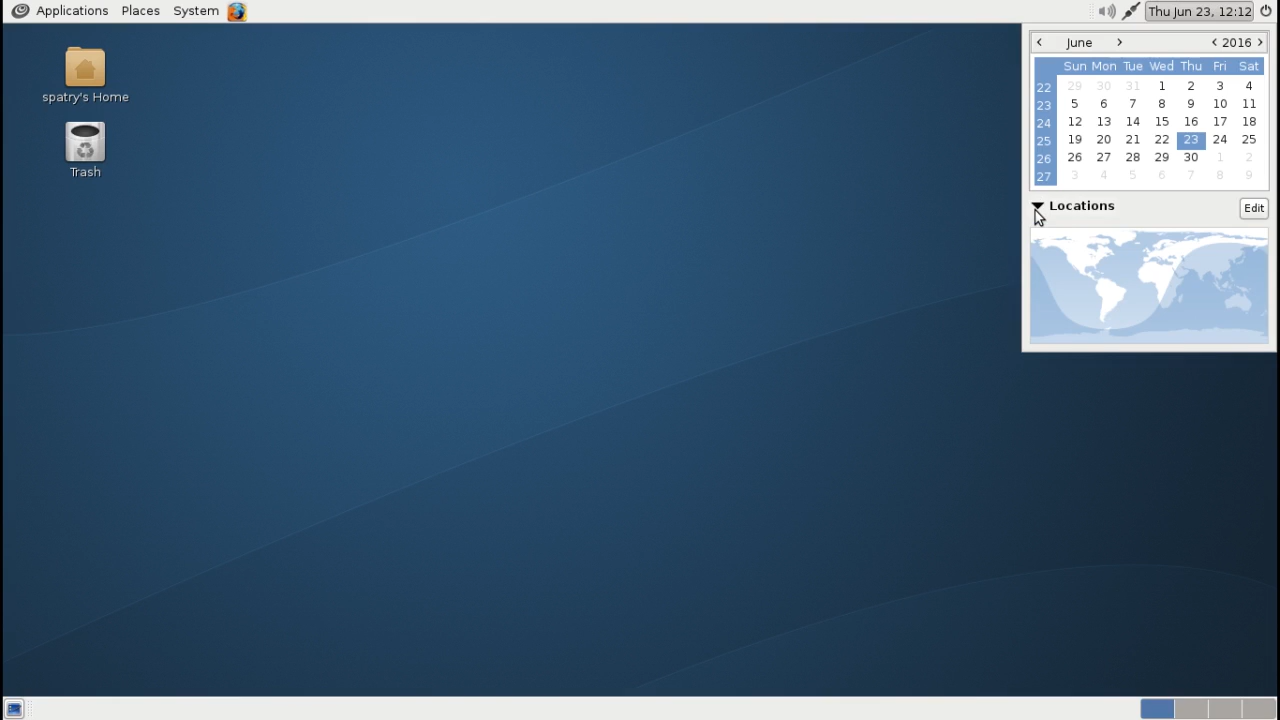 Applications Places System Thu Jun 23, 12:12
spatry's Home
Trash
‹ June › ‹ 2016 ›
Sun Mon Tue Wed Thu Fri Sat
22 29 30 31 1 2 3 4
23 5 6 7 8 9 10 11
24 12 13 14 15 16 17 18
25 19 20 21 22 23 24 25
26 26 27 28 29 30 1 2
27 3 4 5 6 7 8 9
Locations Edit